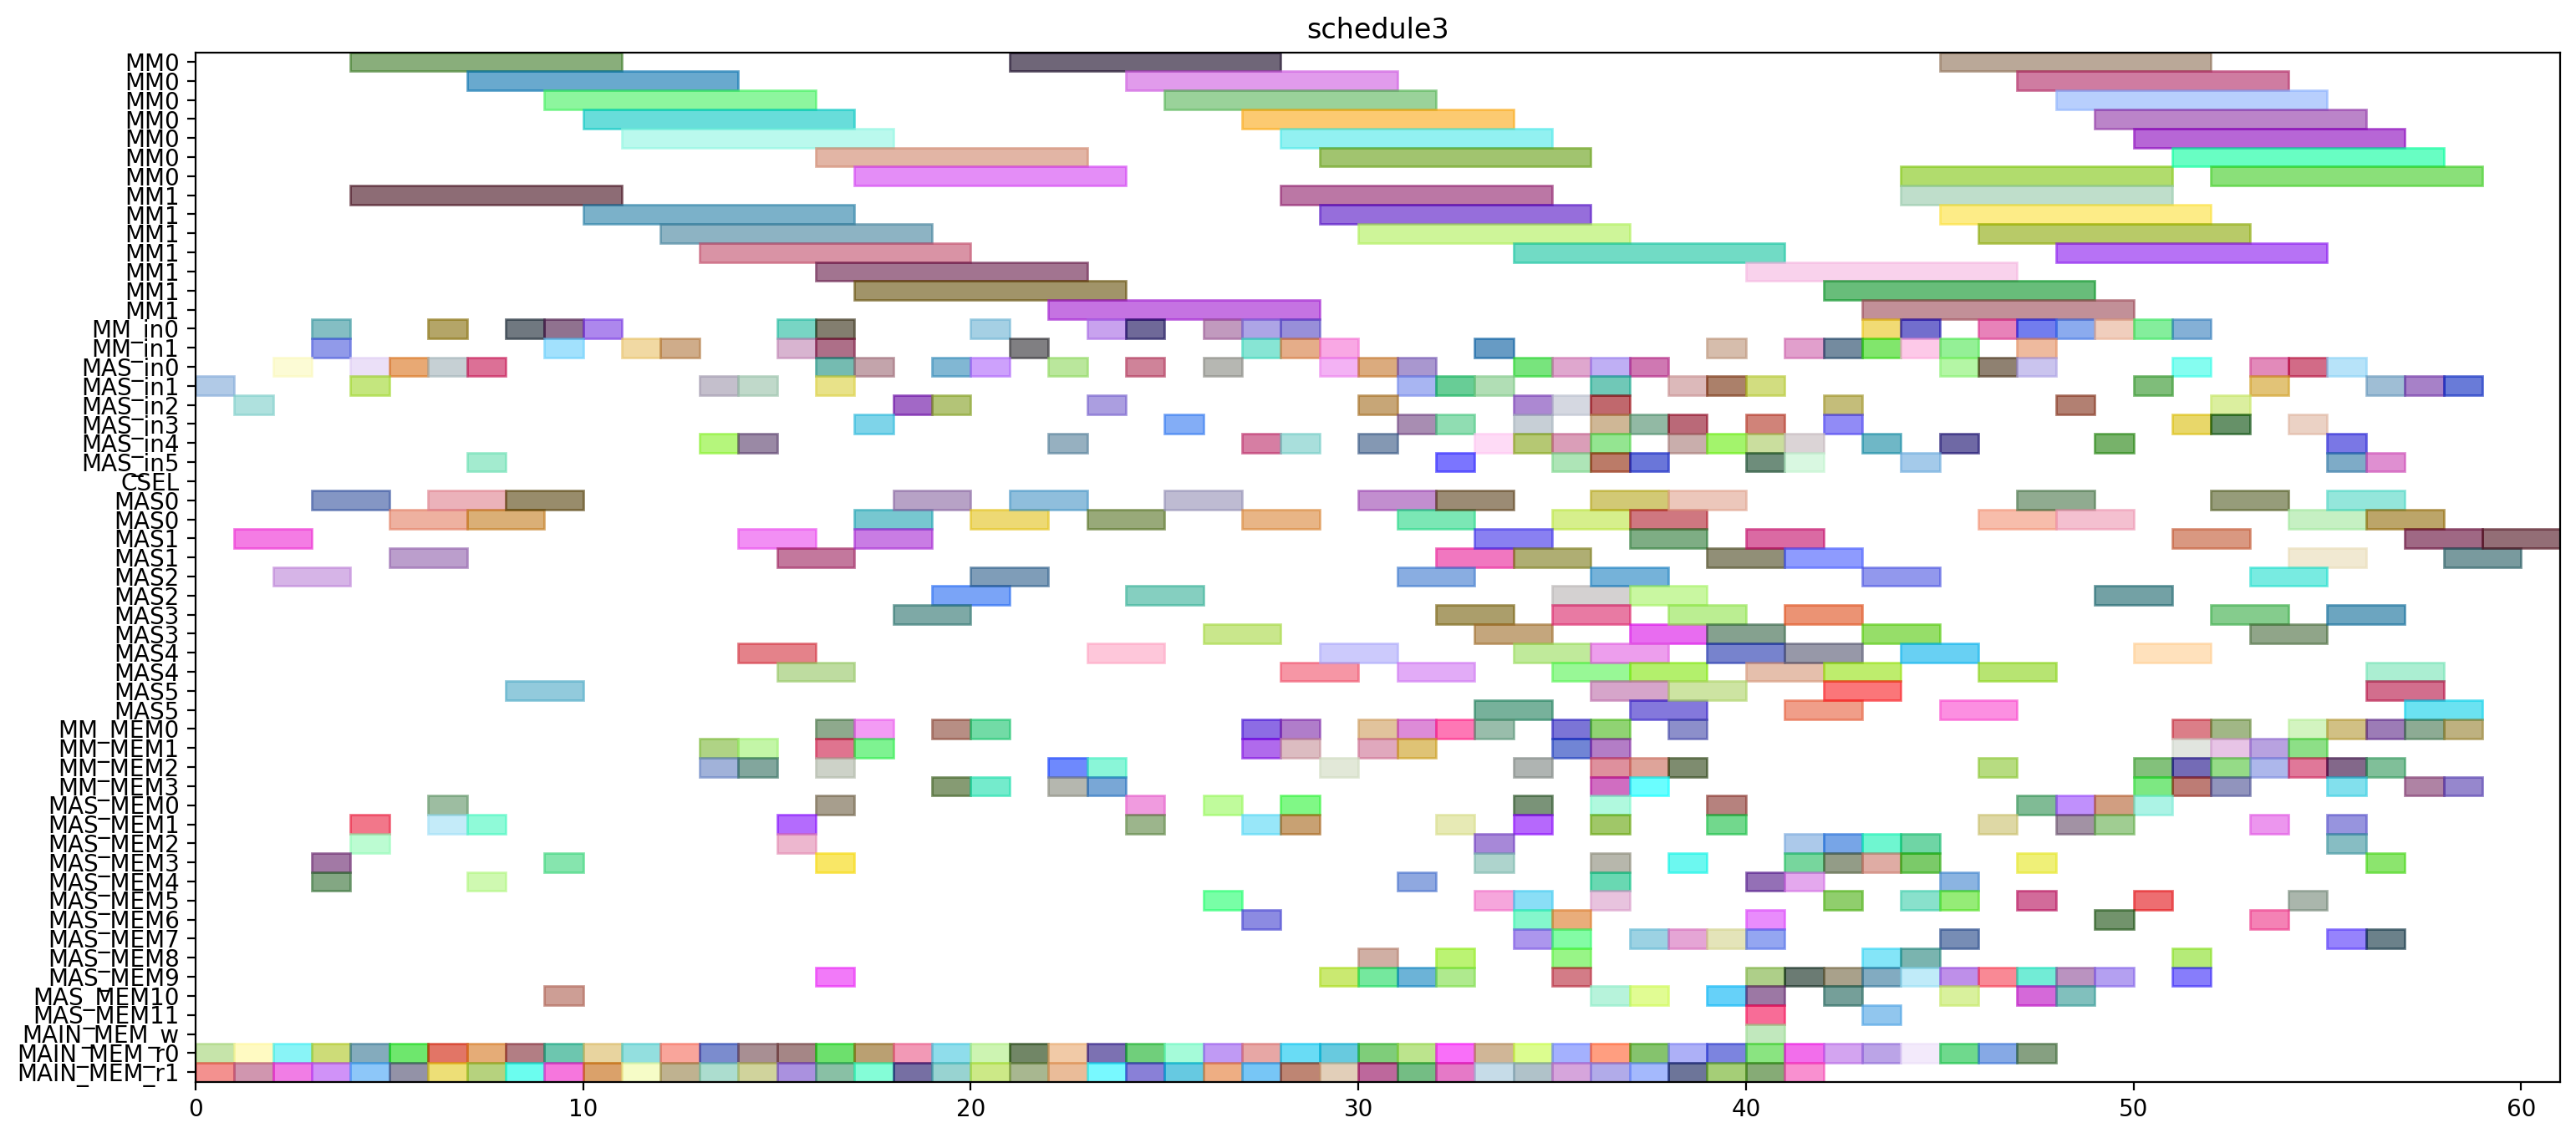 schedule3
MM0
MM0
MM0
MM0
MM0
MM0
MM0
MM1
MM1
MM1
MM1
MM1
MM1
MM1
MM_in0
MM_in1
MAS_in0
MAS_in1
MAS_in2
MAS_in3
MAS_in4
MAS_in5
CSEL
MAS0
MAS0
MAS1
MAS1
MAS2
MAS2
MAS3
MAS3
MAS4
MAS4
MAS5
MAS5
MM_MEM0
MM_MEM1
MM_MEM2
MM_MEM3
MAS_MEM0
MAS_MEM1
MAS_MEM2
MAS_MEM3
MAS_MEM4
MAS_MEM5
MAS_MEM6
MAS_MEM7
MAS_MEM8
MAS_MEM9
MAS_MEM10
MAS_MEM11
MAIN_MEM_w
MAIN_MEM_r0
MAIN_MEM_r1
0 10 20 30 40 50 60